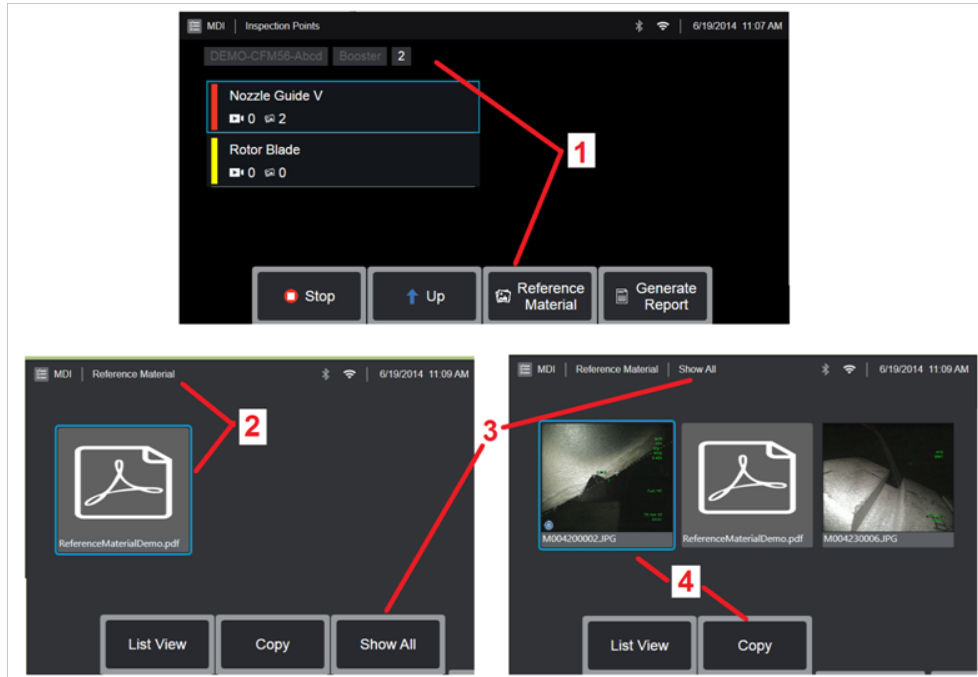 MDI | Inspection Points 6/19/2014 11:07 AM
DEMO-CFM56-Abcd Booster 2
Nozzle Guide V
0 2
Rotor Blade
0 0
1
Stop
Up
Reference
Material
Generate
Report
MDI | Reference Material | 6/19/2014 11:09 AM
2
ReferenceMaterialDemo.pdf
List View
Copy
Show All
3
MDI | Reference Material | Show All | 6/19/2014 11:09 AM
M004200002.JPG
ReferenceMaterialDemo.pdf
M004230006.JPG
4
List View
Copy